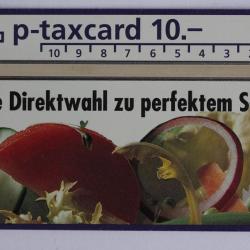 p-taxcard 10.–
10 9 8 7 6 5 4 3
e Direktwahl zu perfektem S